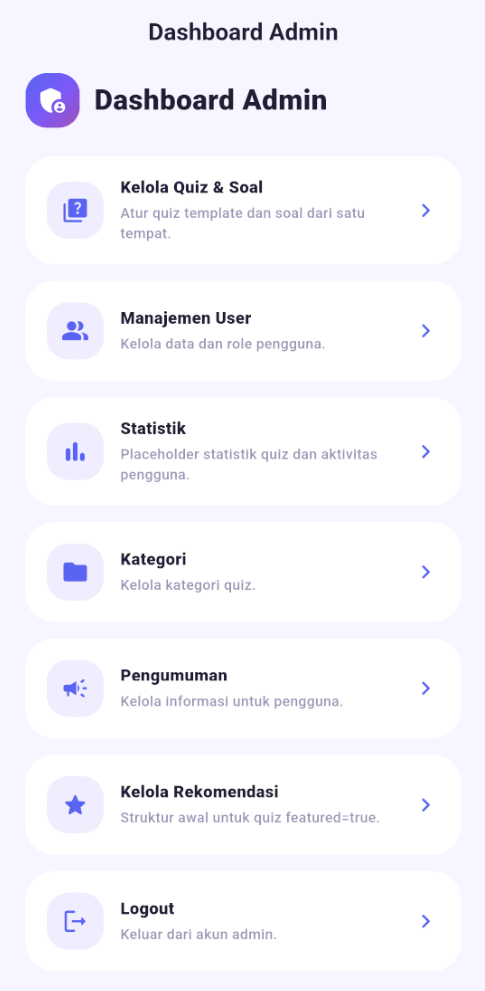 Dashboard Admin
Dashboard Admin
Kelola Quiz & Soal
Atur quiz template dan soal dari satu
tempat.
Manajemen User
Kelola data dan role pengguna.
Statistik
Placeholder statistik quiz dan aktivitas
pengguna.
Kategori
Kelola kategori quiz.
Pengumuman
Kelola informasi untuk pengguna.
Kelola Rekomendasi
Struktur awal untuk quiz featured=true.
Logout
Keluar dari akun admin.